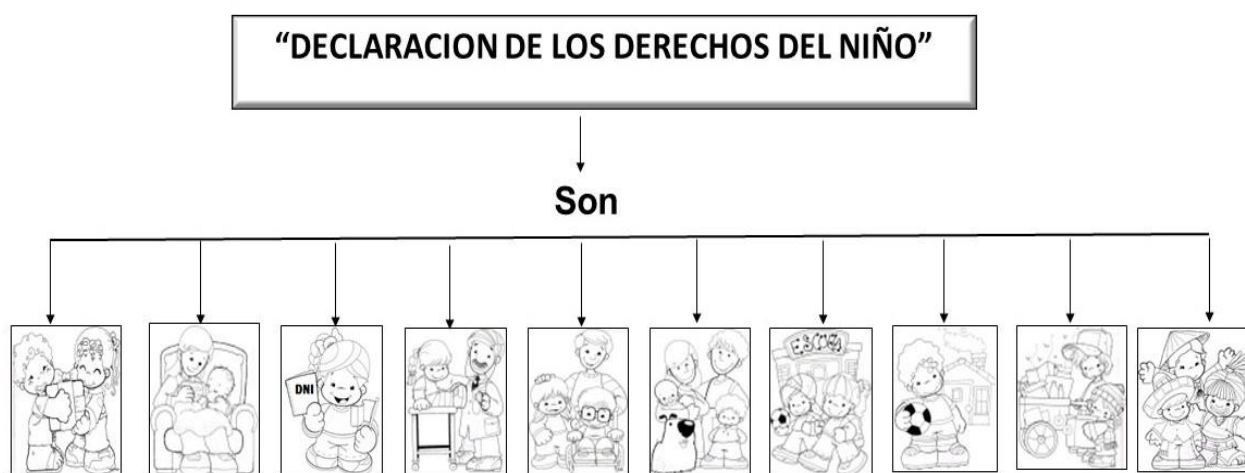 “DECLARACION DE LOS DERECHOS DEL NIÑO”
Son
DNI